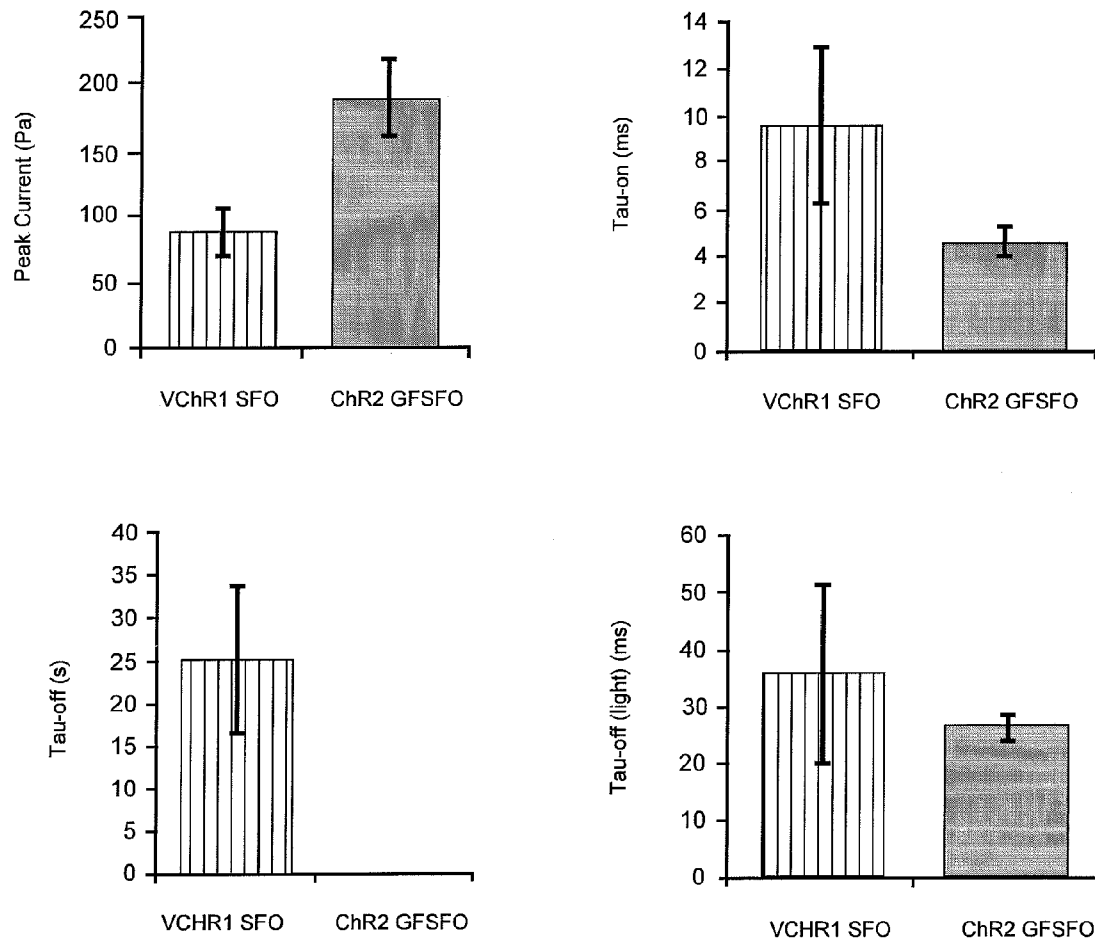 Peak Current (Pa)
250
200
150
100
50
0
VChR1 SFO
ChR2 GFSFO
Tau-on (ms)
14
12
10
8
6
4
2
0
VChR1 SFO
ChR2 GFSFO
Tau-off (s)
40
35
30
25
20
15
10
5
0
VCHR1 SFO
ChR2 GFSFO
Tau-off (light) (ms)
60
50
40
30
20
10
0
VChR1 SFO
ChR2 GFSFO